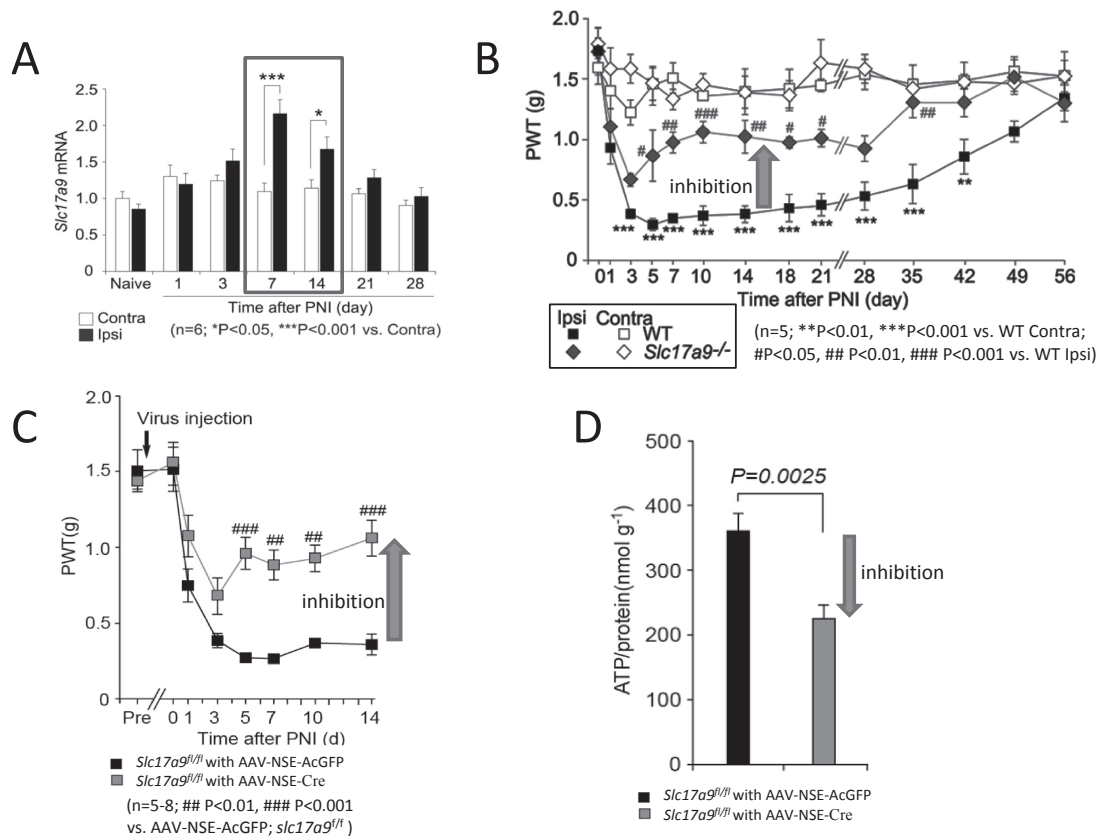 A
2.5
2.0
1.5
1.0
0.5
0
Slc17a9 mRNA
***
*
Naive 1 3 7 14 21 28
Time after PNI (day)
Contra
Ipsi
(n=6; *P<0.05, ***P<0.001 vs. Contra)
B
2.0
1.5
1.0
0.5
0
PWT (g)
# ## ### ## # # ##
inhibition
*** *** *** *** *** *** *** *** *** **
0 1 3 5 7 10 14 18 21 28 35 42 49 56
Time after PNI (day)
Ipsi Contra
WT
Slc17a9-/-
(n=5; **P<0.01, ***P<0.001 vs. WT Contra;
#P<0.05, ## P<0.01, ### P<0.001 vs. WT Ipsi)
C
2.0
1.5
1.0
0.5
0
PWT(g)
Virus injection
### ## ## ###
inhibition
Pre 0 1 3 5 7 10 14
Time after PNI (d)
Slc17a9fl/fl with AAV-NSE-AcGFP
Slc17a9fl/fl with AAV-NSE-Cre
(n=5-8; ## P<0.01, ### P<0.001
vs. AAV-NSE-AcGFP; slc17a9f/f )
D
500
400
300
200
100
0
ATP/protein(nmol g-1)
P=0.0025
inhibition
Slc17a9fl/fl with AAV-NSE-AcGFP
Slc17a9fl/fl with AAV-NSE-Cre